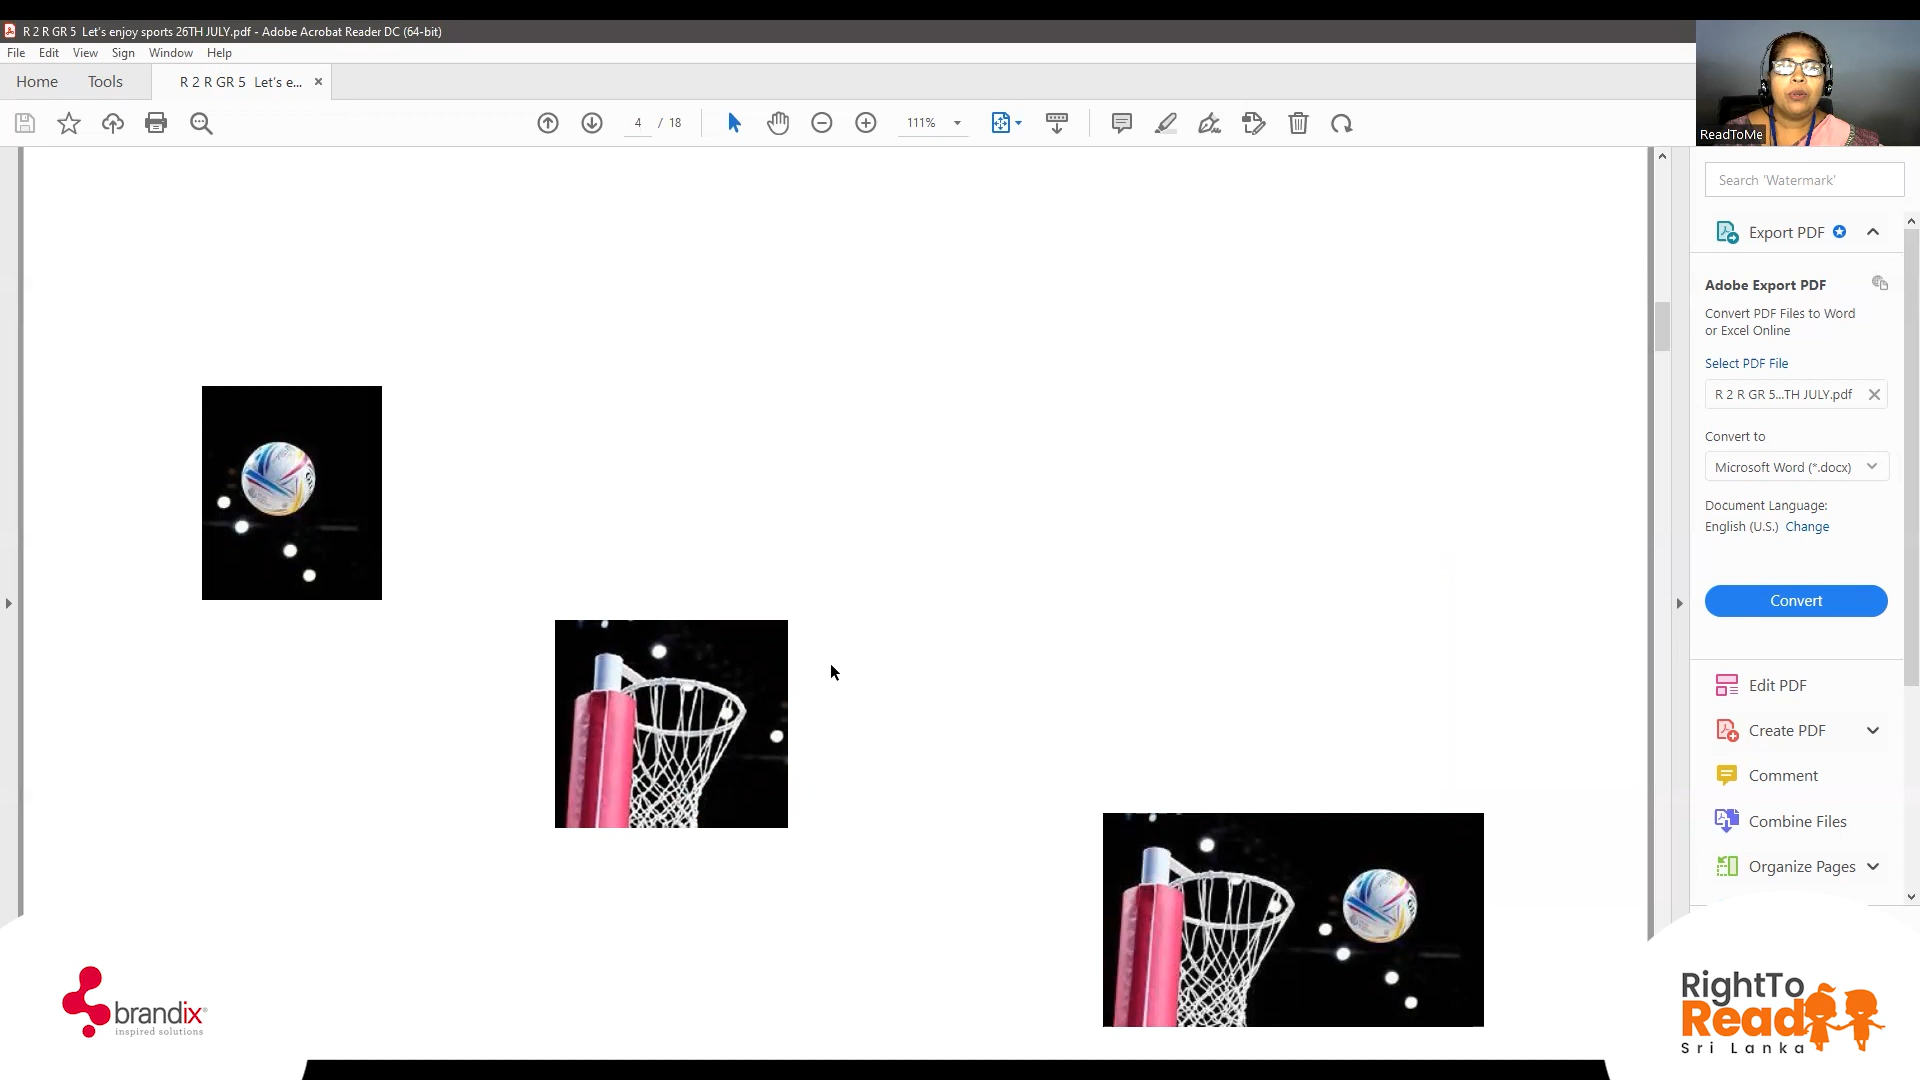 R 2 R GR 5 Let's enjoy sports 26TH JULY.pdf - Adobe Acrobat Reader DC (64-bit)
File Edit View Sign Window Help
Home Tools R 2 R GR 5 Let's e... ×
4 / 18 111%
ReadToMe
Search 'Watermark'
Export PDF
Adobe Export PDF
Convert PDF Files to Word
or Excel Online
Select PDF File
R 2 R GR 5...TH JULY.pdf
Convert to
Microsoft Word (*.docx)
Document Language:
English (U.S.) Change
Convert
Edit PDF
Create PDF
Comment
Combine Files
Organize Pages
brandix
inspired solutions
RightTo
Read
Sri Lanka